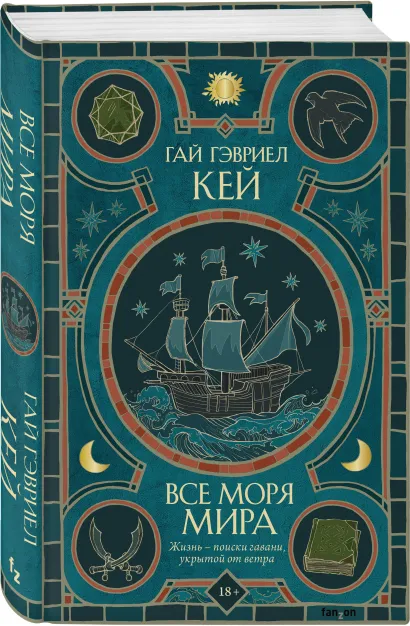 ГАЙ ГЭВРИЕЛ
КЕЙ
ВСЕ МОРЯ
МИРА
Жизнь – поиски гавани,
укрытой от ветра
18+
fanzon
ВСЕ МОРЯ
МИРА
ГАЙ ГЭВРИЕЛ
КЕЙ
fz